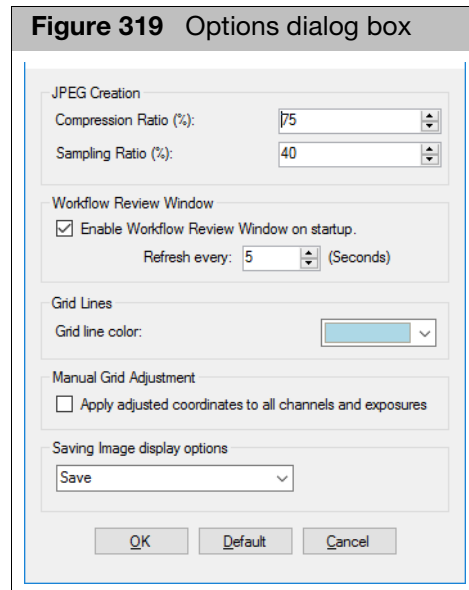 Figure 319 Options dialog box
JPEG Creation
Compression Ratio (%): 75
Sampling Ratio (%): 40
Workflow Review Window
Enable Workflow Review Window on startup.
Refresh every: 5 (Seconds)
Grid Lines
Grid line color:
Manual Grid Adjustment
Apply adjusted coordinates to all channels and exposures
Saving Image display options
Save
OK Default Cancel